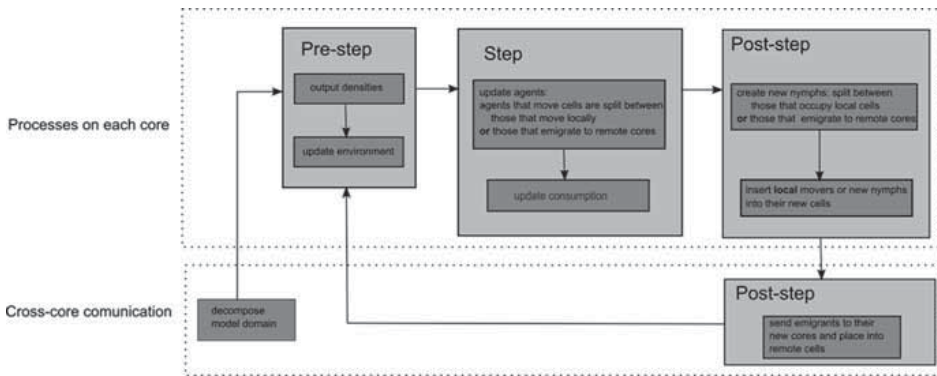 Processes on each core
Pre-step
output densities
update environment
Step
update agents:
agents that move cells are split between
those that move locally
or those that emigrate to remote cores
update consumption
Post-step
create new nymphs: split between
those that occupy local cells
or those that emigrate to remote cores
insert local movers or new nymphs
into their new cells
Cross-core comunication
decompose
model domain
Post-step
send emigrants to their
new cores and place into
remote cells